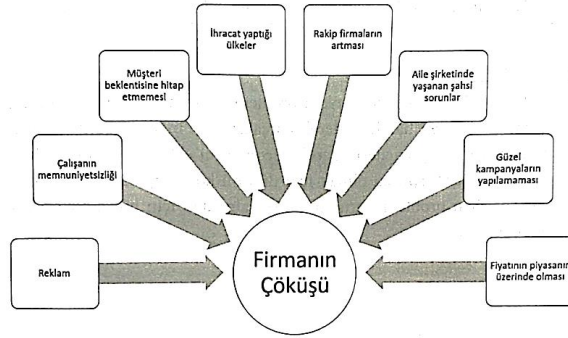 İhracat yaptığı
ülkeler
Rakip firmaların
artması
Müşteri
beklentisine hitap
etmemesi
Aile şirketinde
yaşanan şahsi
sorunlar
Çalışanın
memnuniyetsizliği
Güzel
kampanyaların
yapılamaması
Reklam
Firmanın
Çöküşü
Fiyatının piyasanın
üzerinde olması